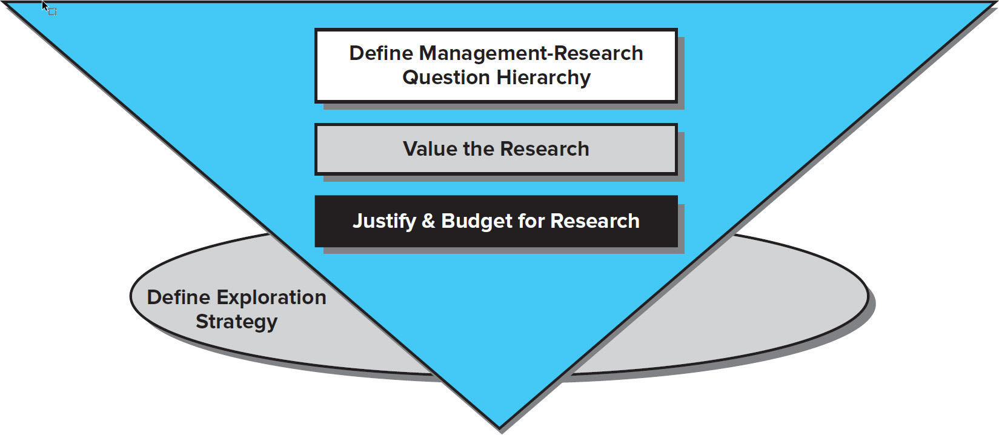 Define Management-Research
Question Hierarchy
Value the Research
Justify & Budget for Research
Define Exploration
Strategy